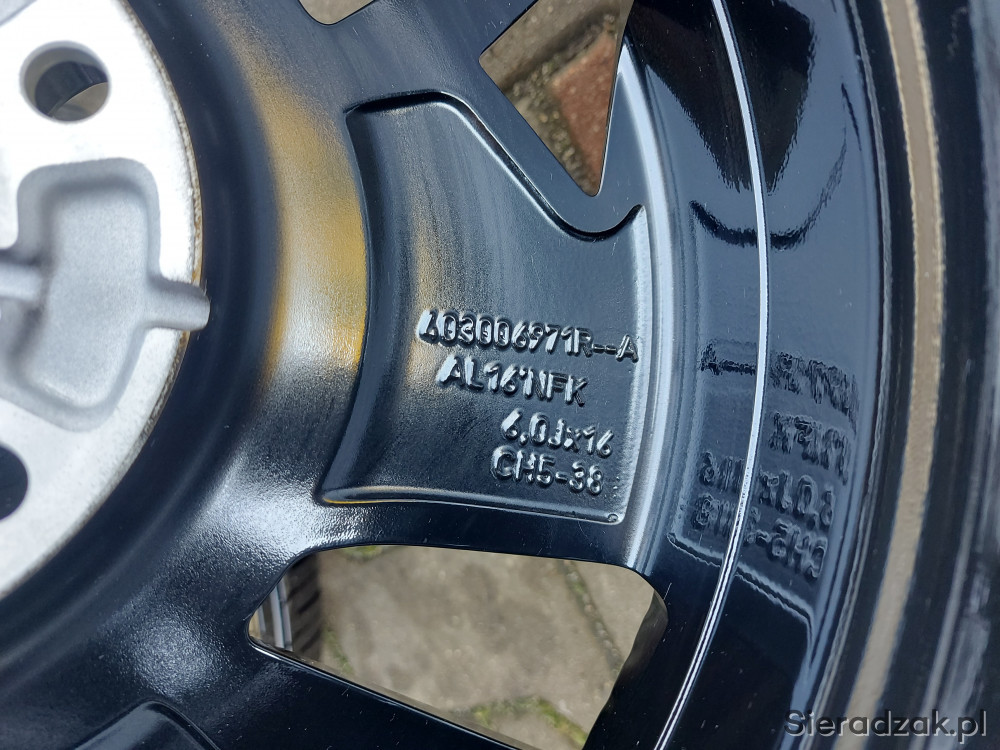 403006971R--A
AL16"NFK
6.0Jx16
CH5-38
Sieradzak.pl